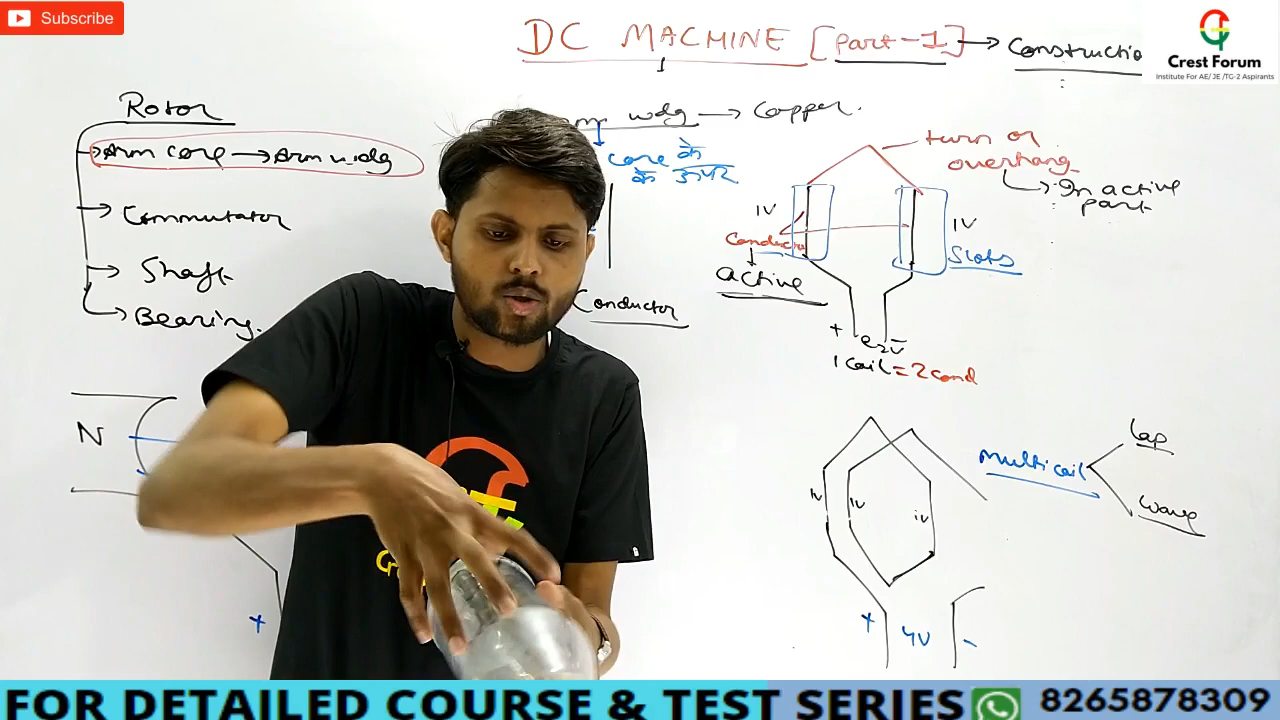 Subscribe
DC MACHINE [part-1] → Constructio
Crest Forum
Institute For AE/ JE /TG-2 Aspirants
Rotor
Arm core → Arm wdg
Commutator
Shaft
Bearing
wdg → Copper.
core के
के ऊपर
Conductor
turn or
overhang
In active
part
1V
1V
Conducto
Slots
active
+
-
e=2V
1 coil = 2 cond
N
+
multi coil
Lap
wave
1V
1V
1V
+
4V
-
FOR DETAILED COURSE & TEST SERIES 8265878309